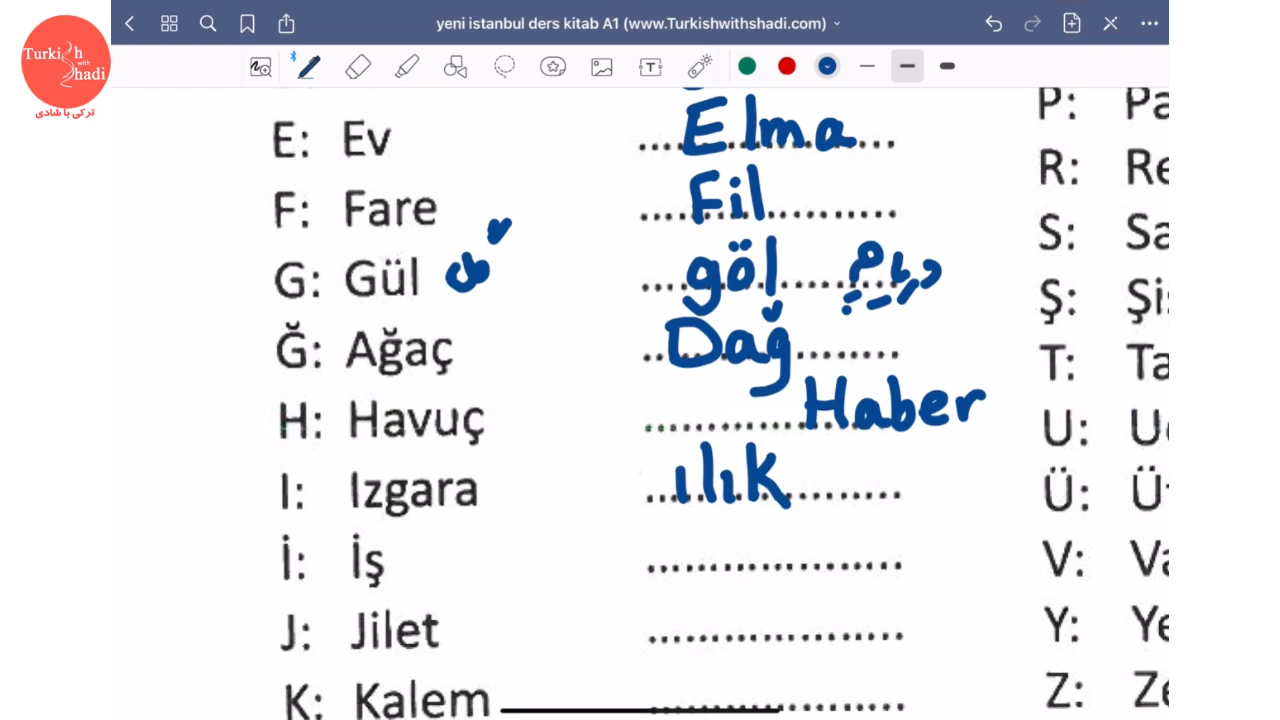 yeni istanbul ders kitab A1 (www.Turkishwithshadi.com)
Turkish
with
Shadi
ترکی با شادی
E: Ev Elma P: Pa
F: Fare Fil R: Re
G: Gül گل göl S: Sa
Ğ: Ağaç Dağ Ş: Şi
H: Havuç Haber T: Ta
I: Izgara ılık U:
İ: İş Ü:
J: Jilet V: Va
K: Kalem Y: Ye
Z: Ze